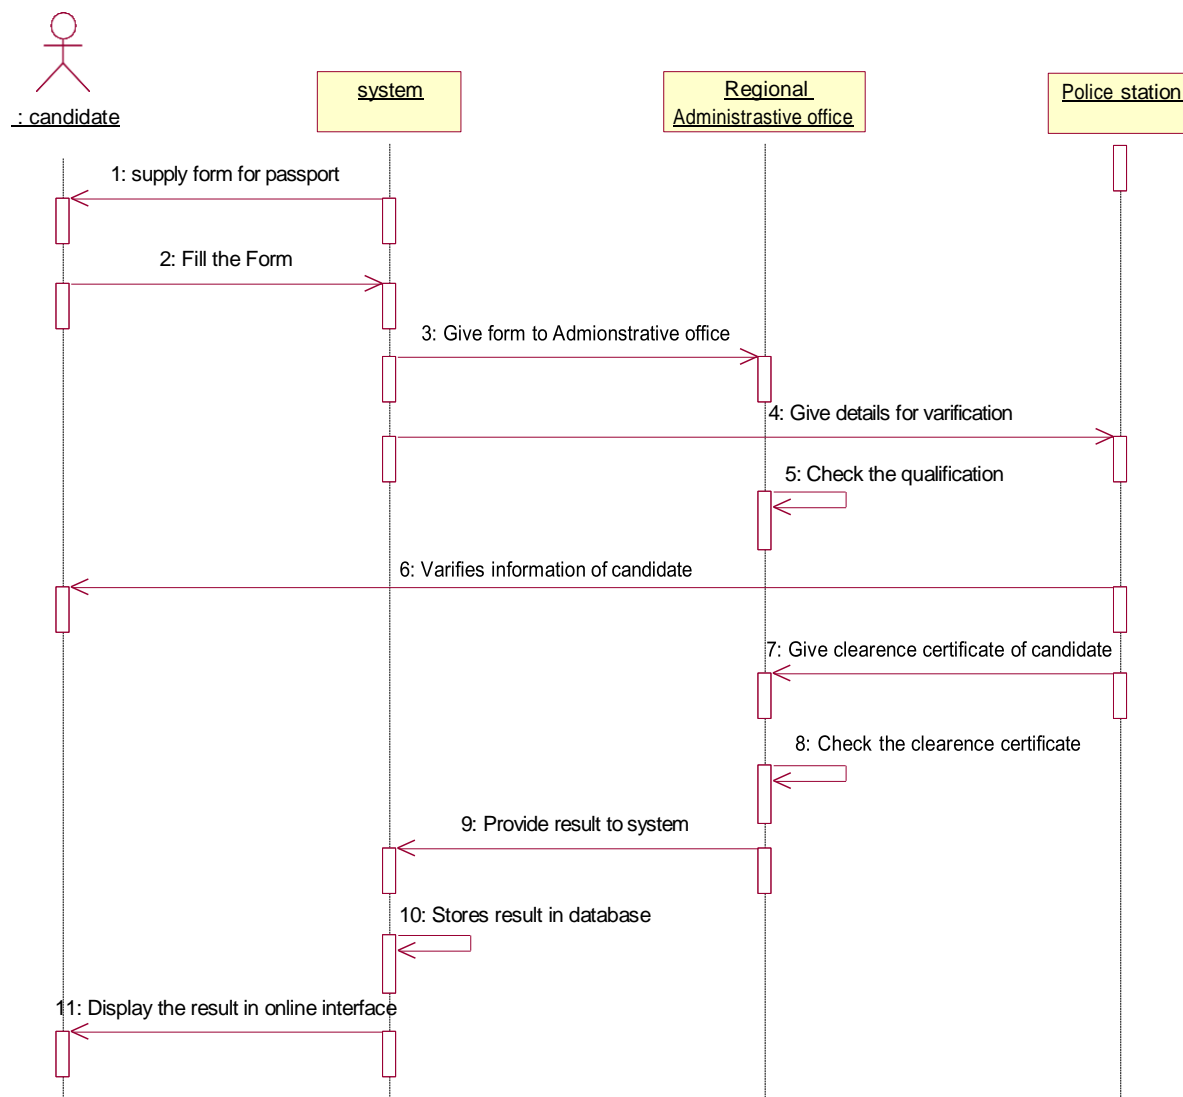 : candidate
system
Regional
Administrastive office
Police station
1: supply form for passport
2: Fill the Form
3: Give form to Admionstrative office
4: Give details for varification
5: Check the qualification
6: Varifies information of candidate
7: Give clearence certificate of candidate
8: Check the clearence certificate
9: Provide result to system
10: Stores result in database
11: Display the result in online interface